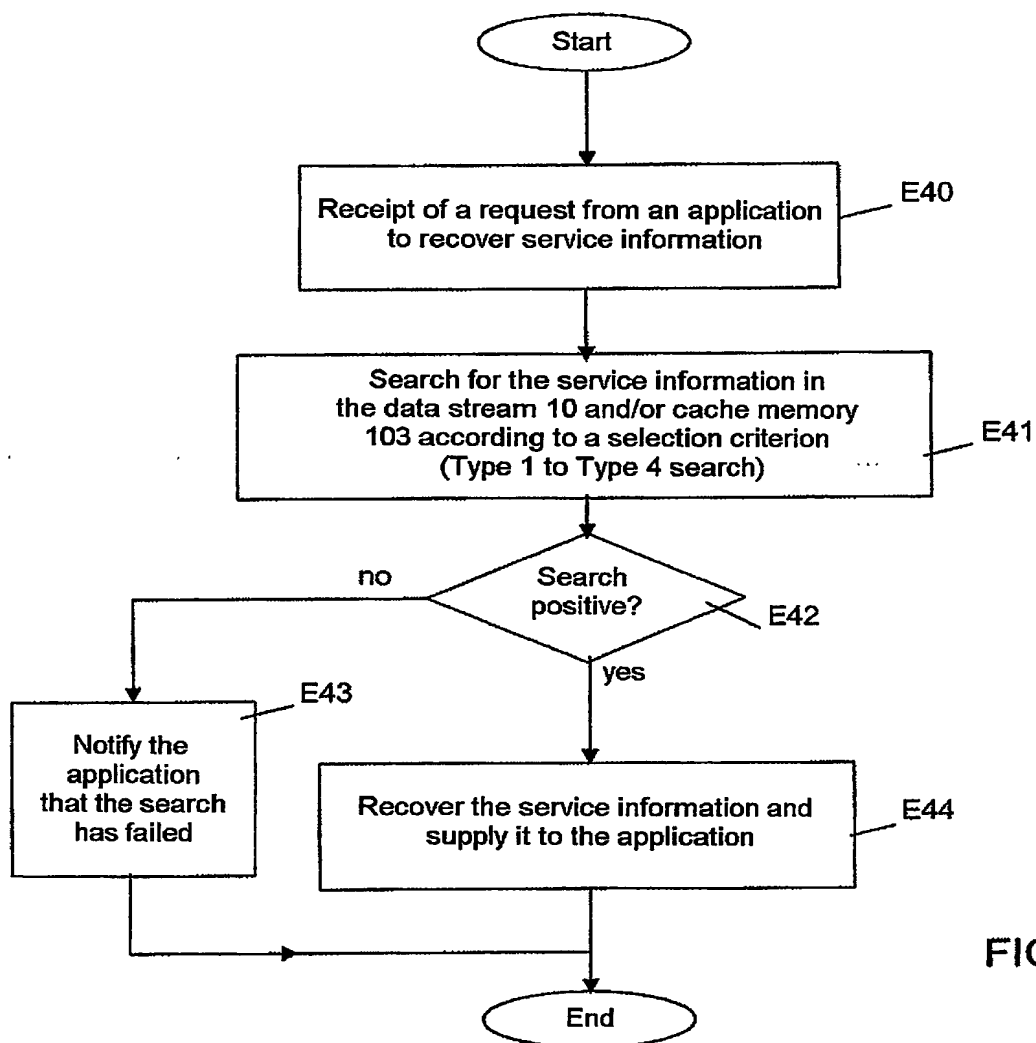 Start
Receipt of a request from an application
to recover service information
E40
Search for the service information in
the data stream 10 and/or cache memory
103 according to a selection criterion
(Type 1 to Type 4 search)
E41
Search
positive?
E42
no
yes
E43
Notify the
application
that the search
has failed
Recover the service information and
supply it to the application
E44
End